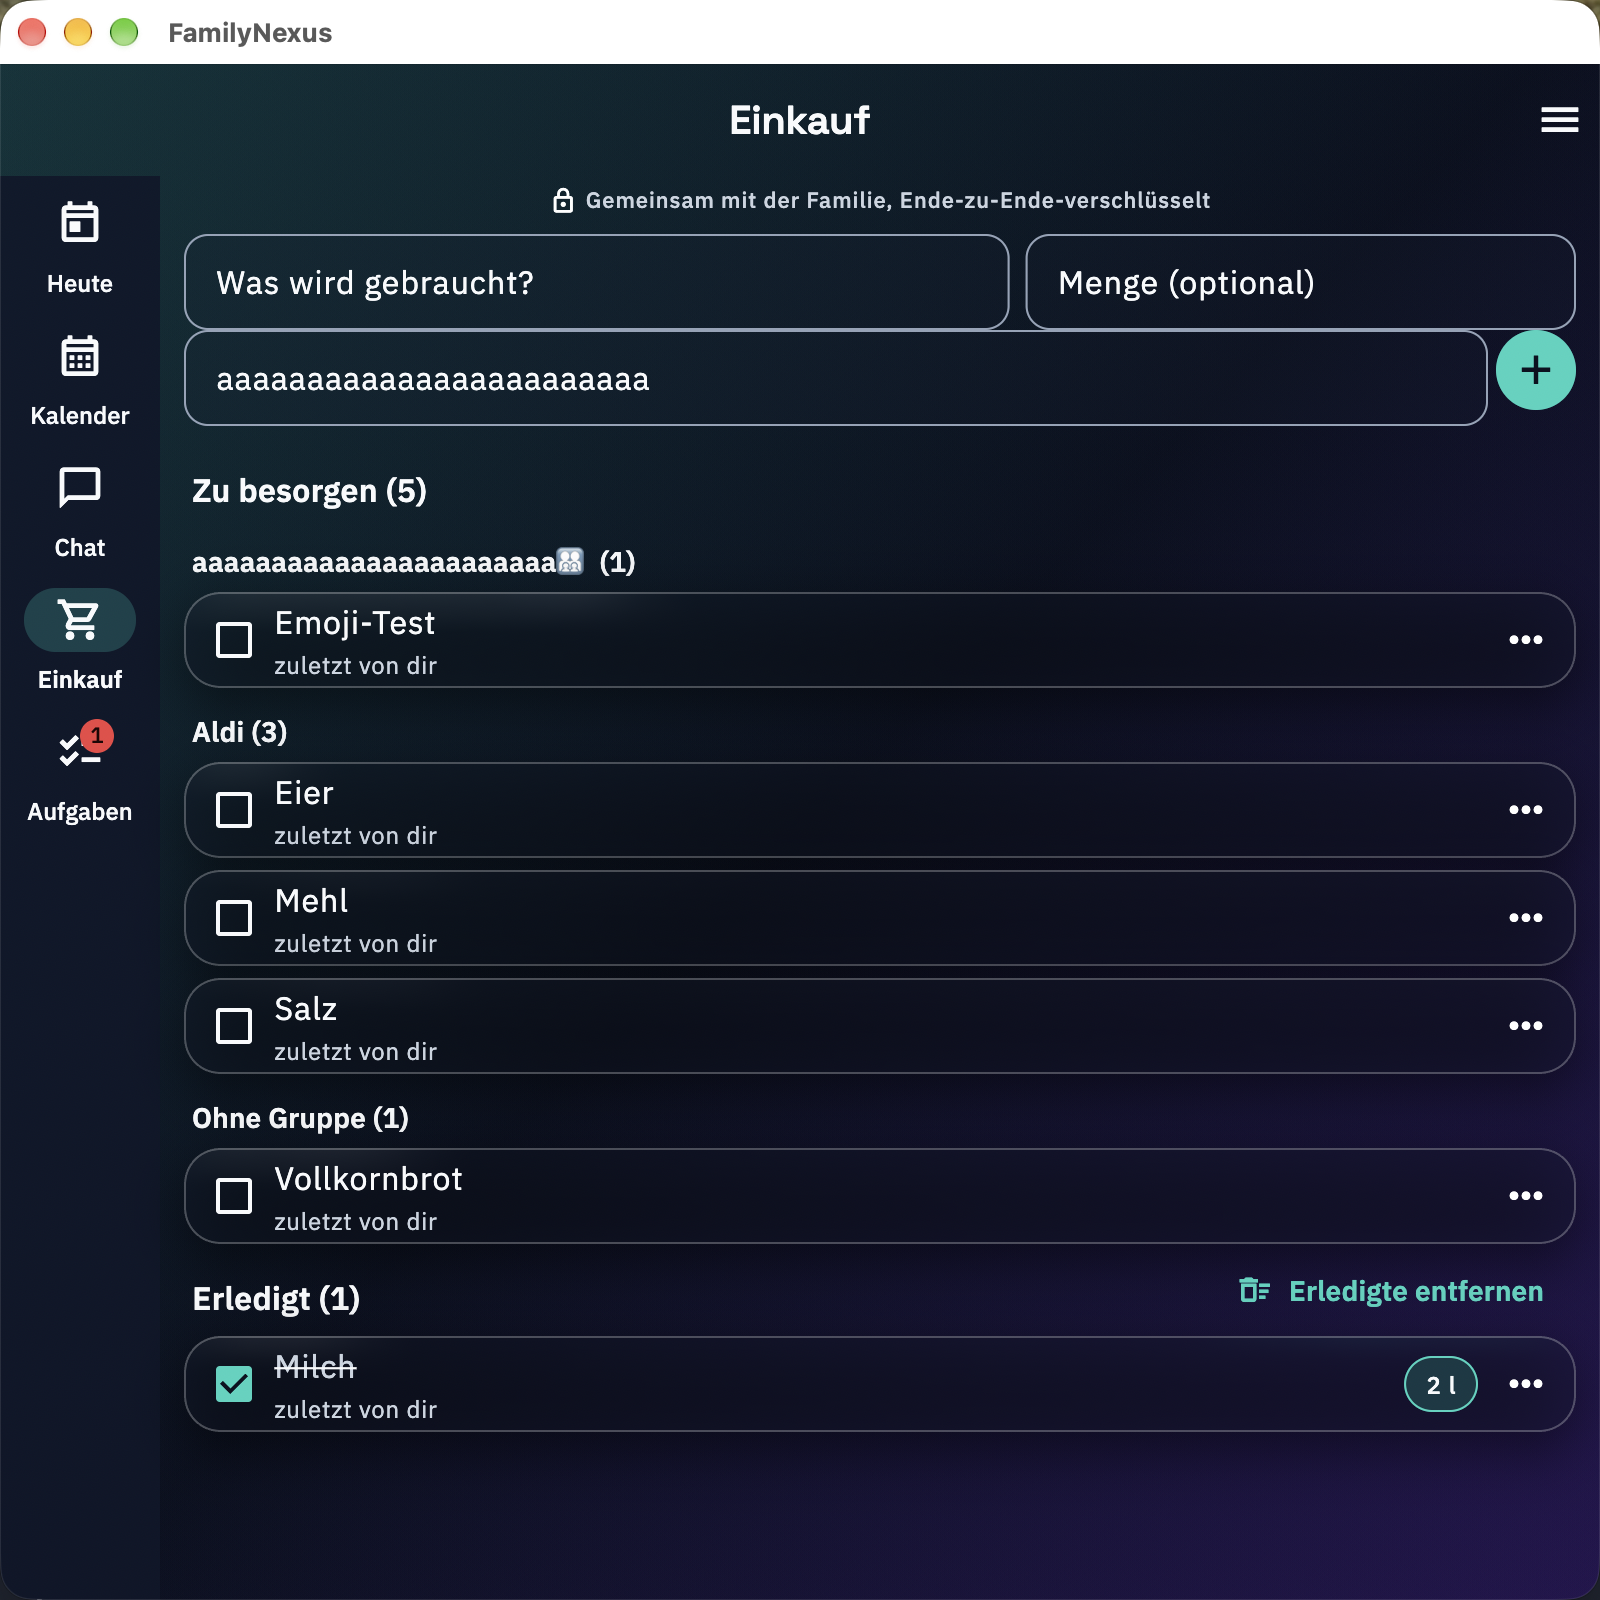 FamilyNexus
Einkauf
Heute
Kalender
Chat
Einkauf
1
Aufgaben
Gemeinsam mit der Familie, Ende-zu-Ende-verschlüsselt
Was wird gebraucht?
Menge (optional)
aaaaaaaaaaaaaaaaaaaaaaaa
Zu besorgen (5)
aaaaaaaaaaaaaaaaaaaaaaa👨‍👩‍👧‍👦 (1)
Emoji-Test
zuletzt von dir
Aldi (3)
Eier
zuletzt von dir
Mehl
zuletzt von dir
Salz
zuletzt von dir
Ohne Gruppe (1)
Vollkornbrot
zuletzt von dir
Erledigt (1)
Erledigte entfernen
Milch
zuletzt von dir
2 l